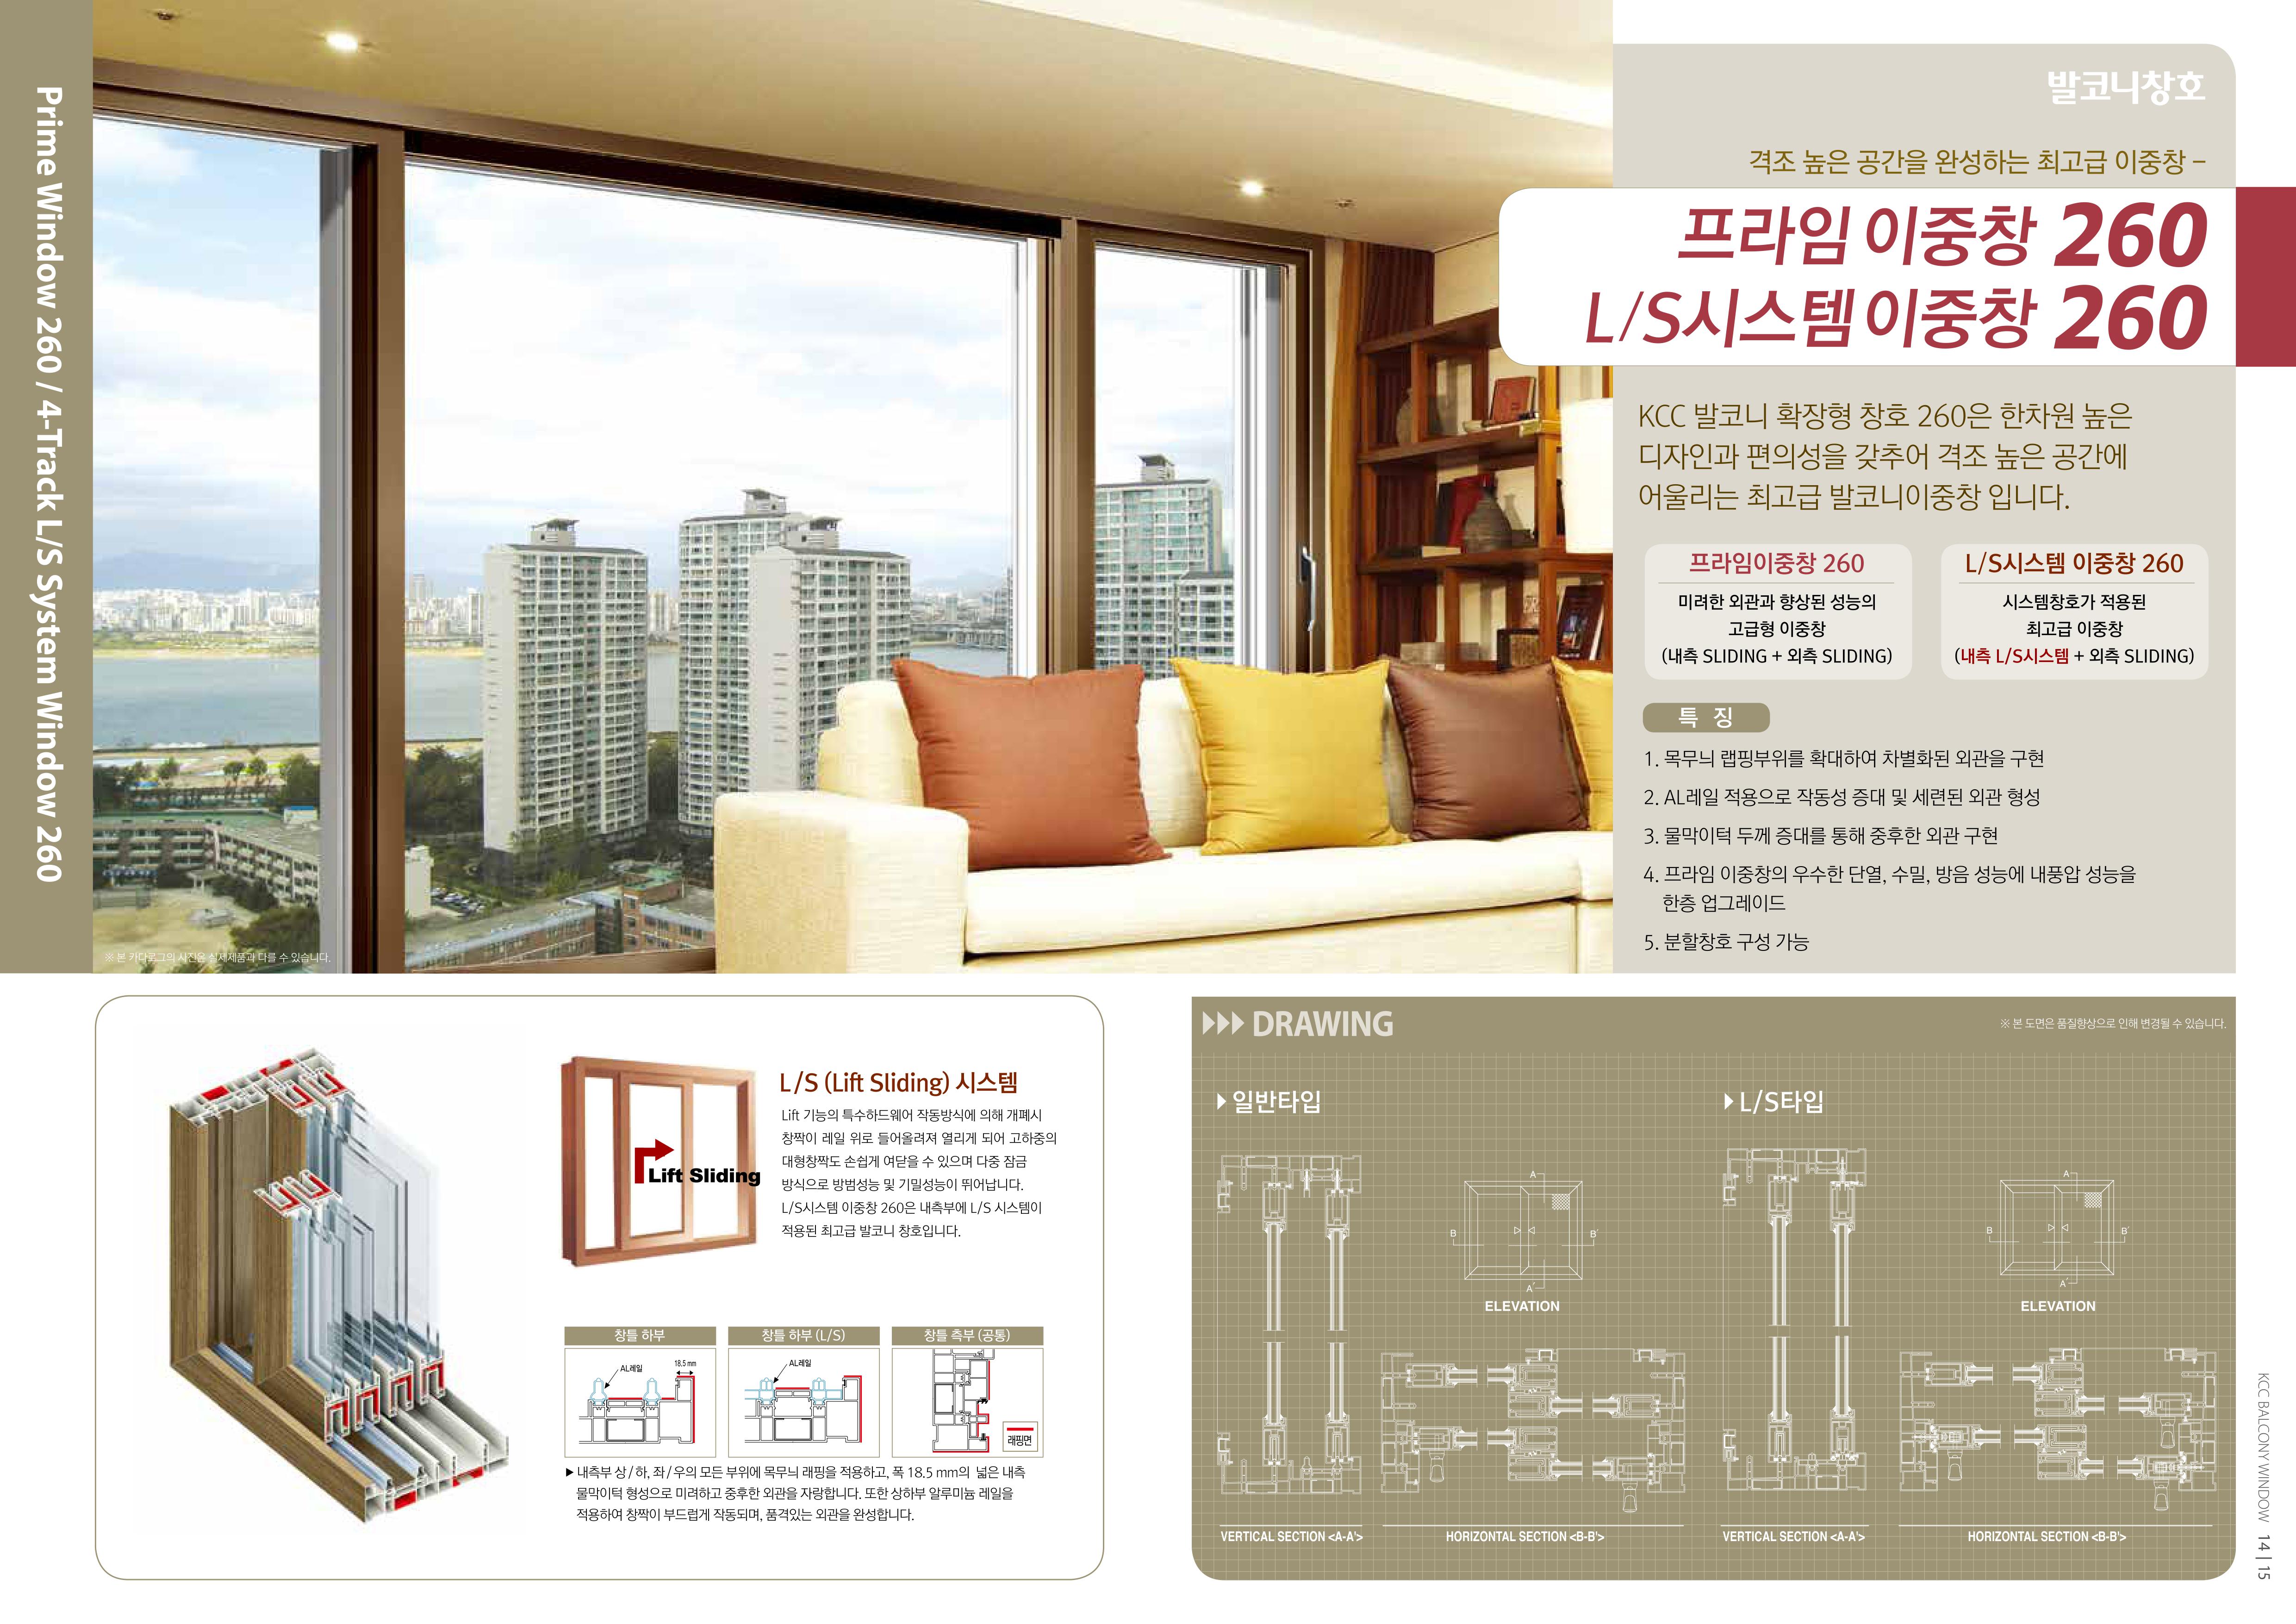 Prime Window 260 / 4-Track L/S System Window 260
발코니창호
격조 높은 공간을 완성하는 최고급 이중창 –
프라임 이중창 260
L/S시스템 이중창 260
KCC 발코니 확장형 창호 260은 한차원 높은
디자인과 편의성을 갖추어 격조 높은 공간에
어울리는 최고급 발코니이중창 입니다.
프라임이중창 260
미려한 외관과 향상된 성능의
고급형 이중창
(내측 SLIDING + 외측 SLIDING)
L/S시스템 이중창 260
시스템창호가 적용된
최고급 이중창
(내측 L/S시스템 + 외측 SLIDING)
특 징
1. 목무늬 랩핑부위를 확대하여 차별화된 외관을 구현
2. AL레일 적용으로 작동성 증대 및 세련된 외관 형성
3. 물막이턱 두께 증대를 통해 중후한 외관 구현
4. 프라임 이중창의 우수한 단열, 수밀, 방음 성능에 내풍압 성능을
한층 업그레이드
5. 분할창호 구성 가능
※ 본 카다로그의 사진은 실제제품과 다를 수 있습니다.
Lift Sliding
L/S (Lift Sliding) 시스템
Lift 기능의 특수하드웨어 작동방식에 의해 개폐시
창짝이 레일 위로 들어올려져 열리게 되어 고하중의
대형창짝도 손쉽게 여닫을 수 있으며 다중 잠금
방식으로 방범성능 및 기밀성능이 뛰어납니다.
L/S시스템 이중창 260은 내측부에 L/S 시스템이
적용된 최고급 발코니 창호입니다.
창틀 하부
AL레일
18.5 mm
창틀 하부 (L/S)
AL레일
창틀 측부 (공통)
래핑면
▶ 내측부 상/하, 좌/우의 모든 부위에 목무늬 래핑을 적용하고, 폭 18.5 mm의 넓은 내측
물막이턱 형성으로 미려하고 중후한 외관을 자랑합니다. 또한 상하부 알루미늄 레일을
적용하여 창짝이 부드럽게 작동되며, 품격있는 외관을 완성합니다.
DRAWING
※ 본 도면은 품질향상으로 인해 변경될 수 있습니다.
일반타입
A
B
B′
A′
ELEVATION
VERTICAL SECTION <A-A'>
HORIZONTAL SECTION <B-B'>
L/S타입
A
B
B′
A′
ELEVATION
VERTICAL SECTION <A-A'>
HORIZONTAL SECTION <B-B'>
KCC BALCONY WINDOW 14 | 15